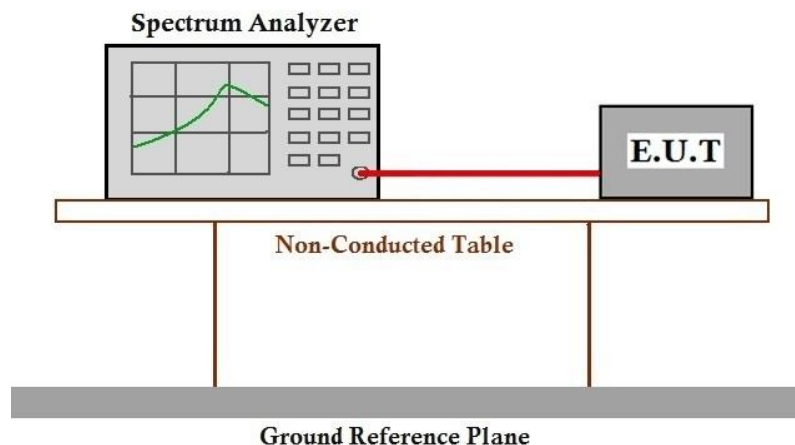 Spectrum Analyzer
E.U.T
Non-Conducted Table
Ground Reference Plane